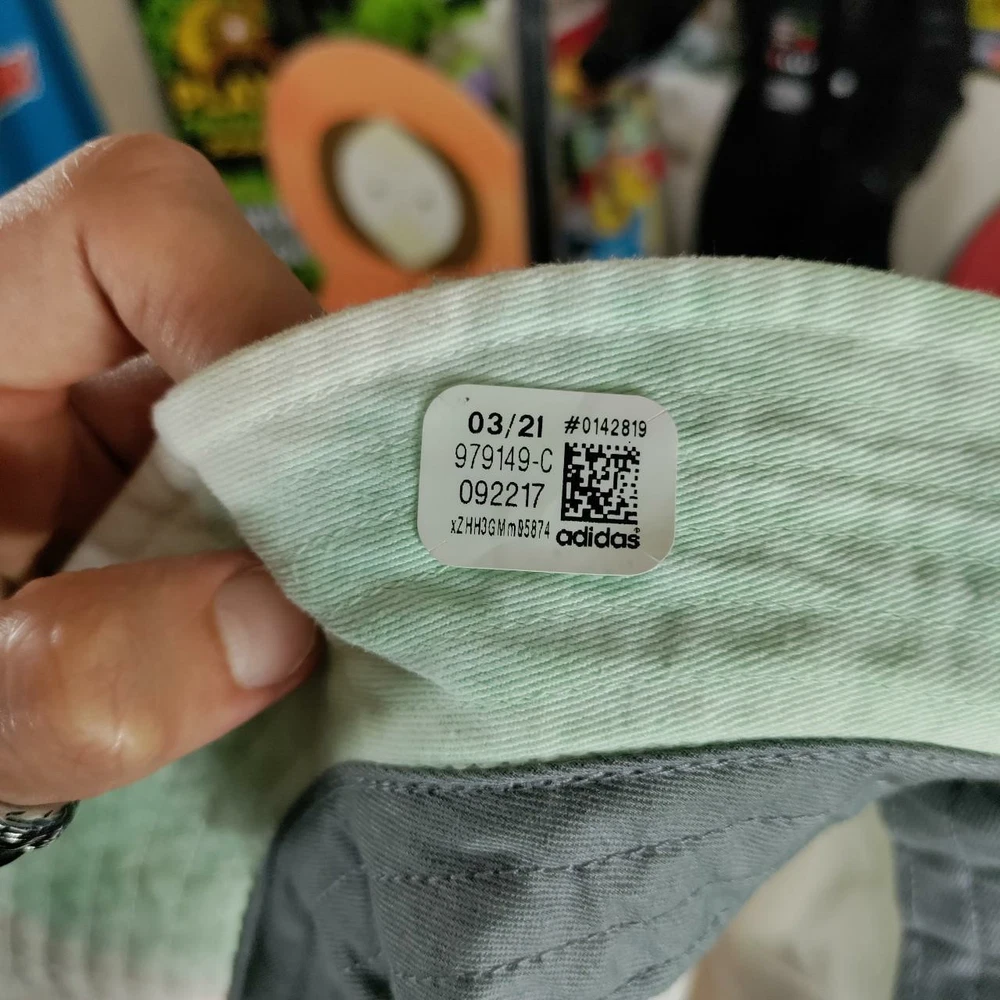 03/21 #0142819
979149-C
092217
xZHH3GMm05874 adidas